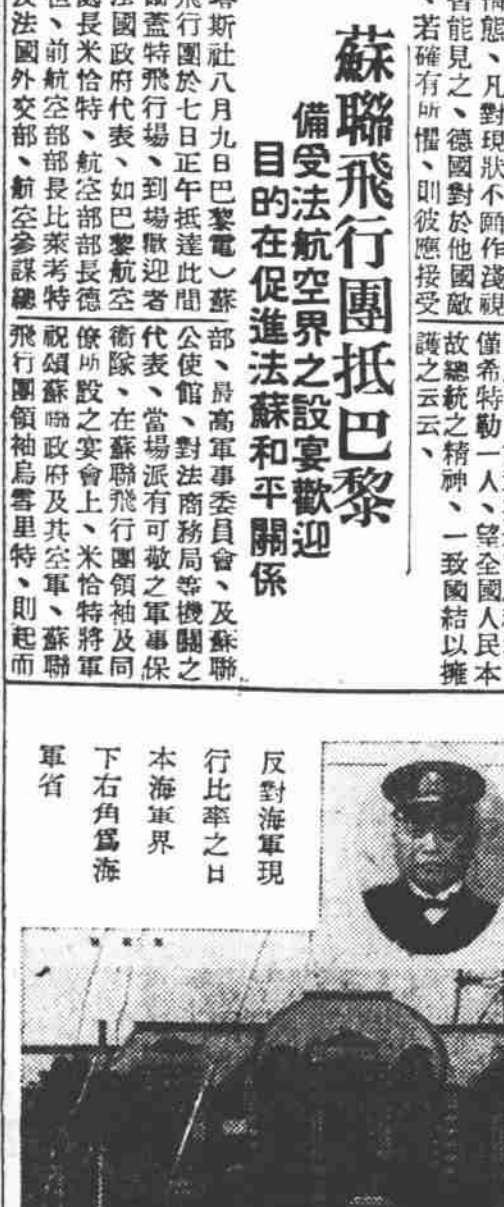 態、凡對現狀不願作淺視
者能見之、德國對於他國敵
、若確有所懼、則彼應接受
僅希特勒一人、望全國人民本
故總統之精神、一致團結以擁
護之云云、
蘇聯飛行團抵巴黎
備受法航空界之設宴歡迎
目的在促進法蘇和平關係
塔斯社八月九日巴黎電）蘇
飛行團於七日正午抵達此間
蓋特飛行場、到場歡迎者
法國政府代表、如巴黎航空
處長米恰特、航空部部長德
、前航空部部長比萊考特
及法國外交部、航空參謀總
部、最高軍事委員會、及蘇聯
公使館、對法商務局等機關之
代表、當場派有可敬之軍事保
衛隊、在蘇聯飛行團領袖及同
僚所設之宴會上、米恰特將軍
祝頌蘇聯政府及其空軍、蘇聯
飛行團領袖烏雪里特、則起而
反對海軍現
行比率之日
本海軍界
下右角爲海
軍省